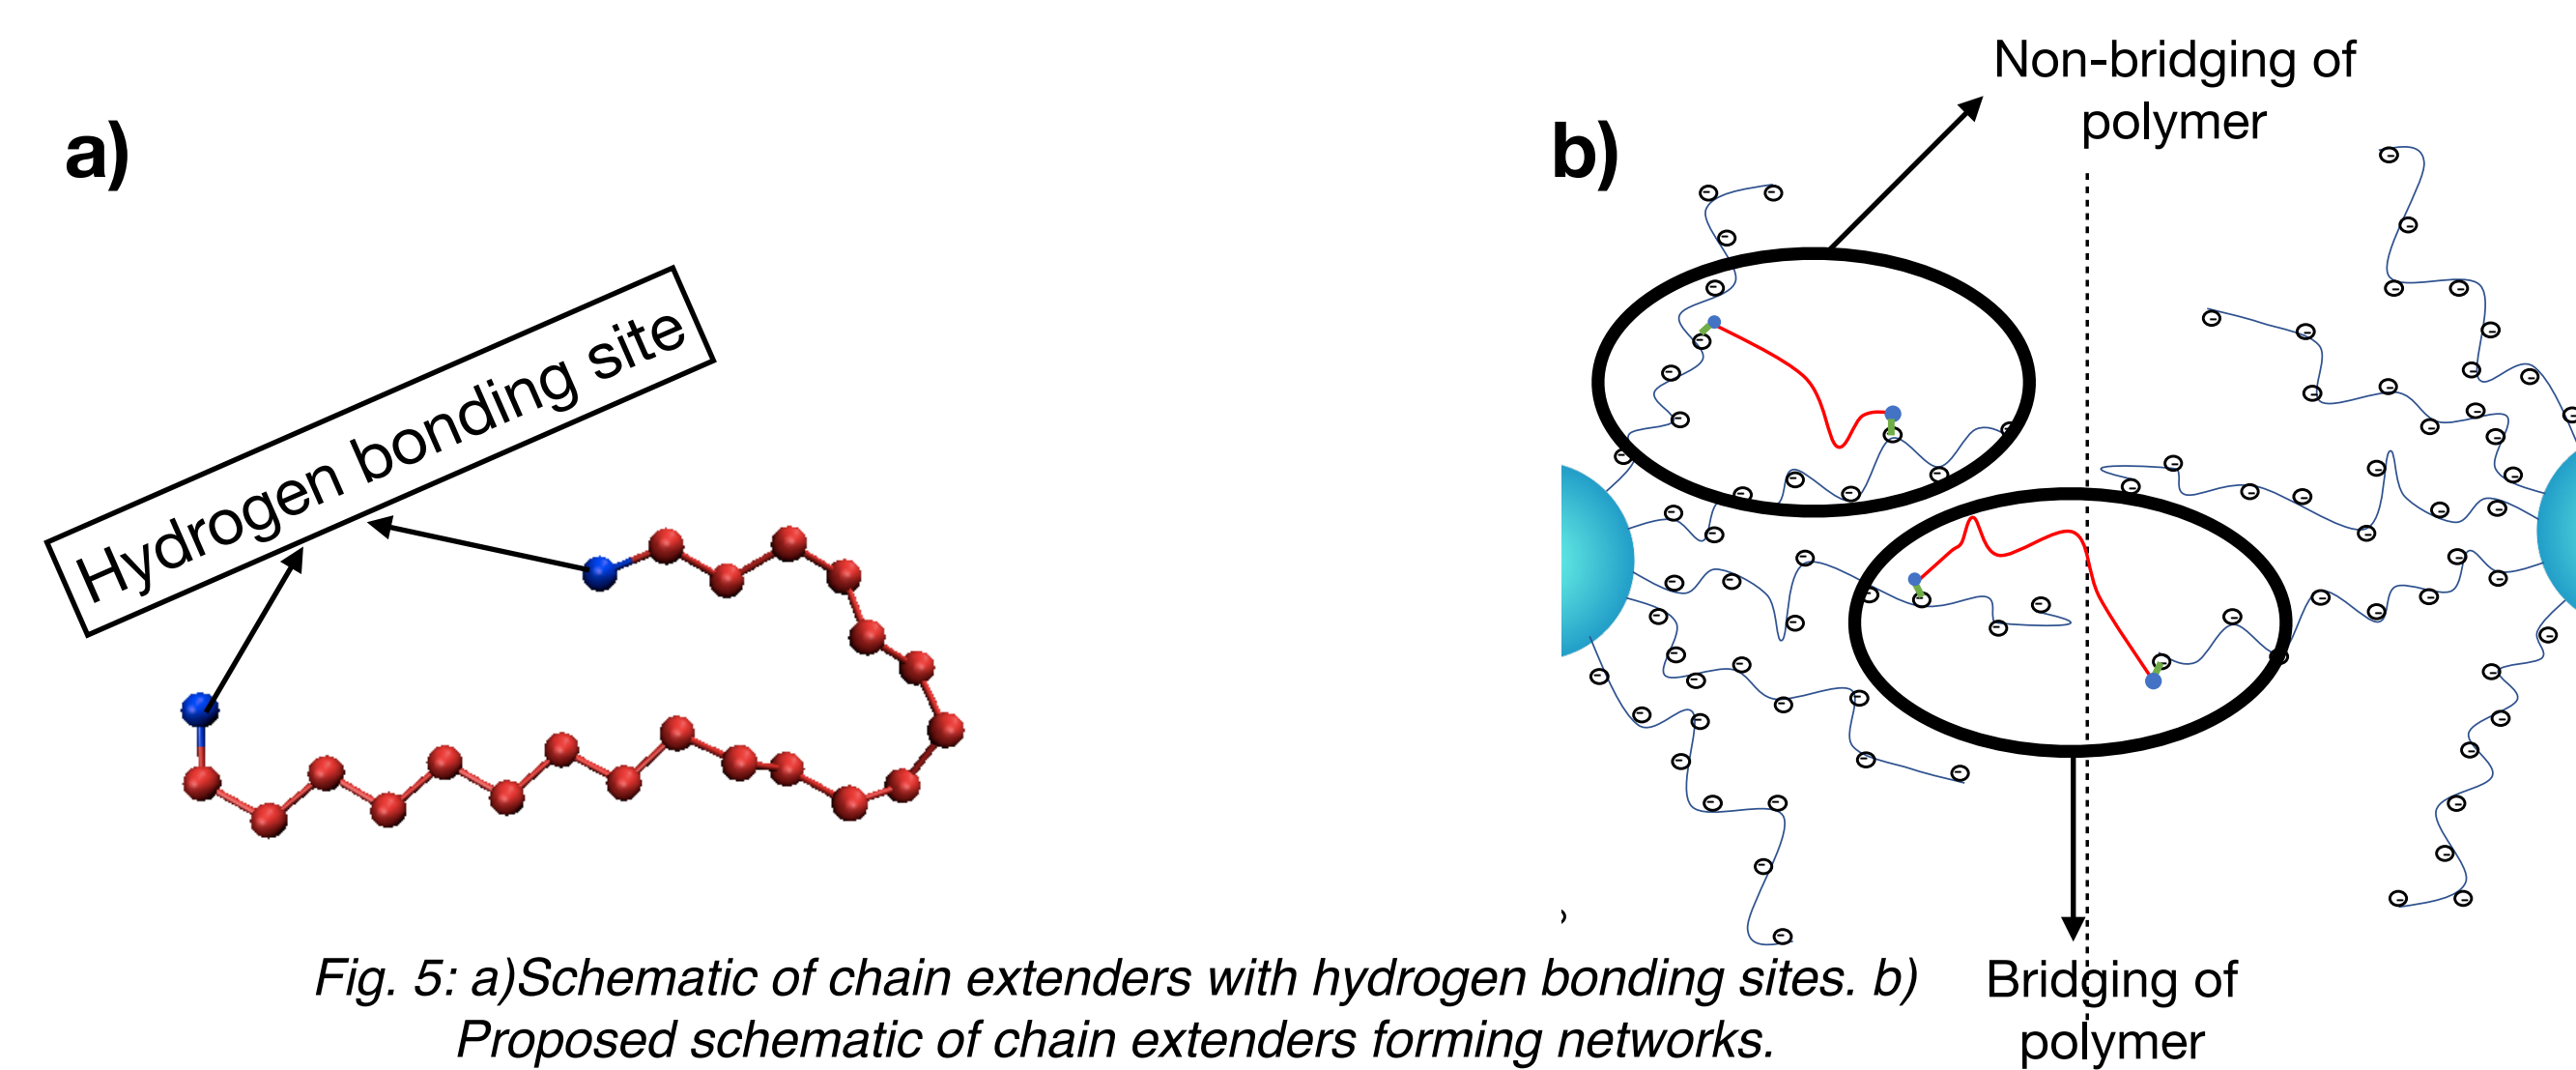 a)
Hydrogen bonding site
b)
Non-bridging of
polymer
Bridging of
polymer
Fig. 5: a)Schematic of chain extenders with hydrogen bonding sites. b)
Proposed schematic of chain extenders forming networks.